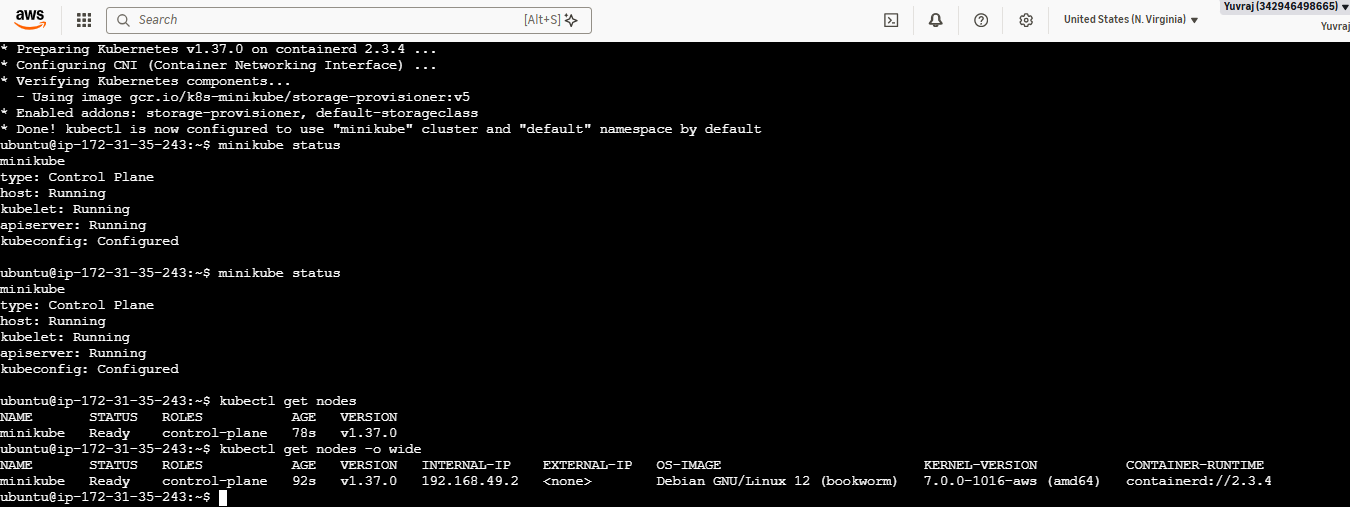 aws
Search [Alt+S]
United States (N. Virginia)
Yuvraj (342946498665)
Yuvraj
* Preparing Kubernetes v1.37.0 on containerd 2.3.4 ...
* Configuring CNI (Container Networking Interface) ...
* Verifying Kubernetes components...
  - Using image gcr.io/k8s-minikube/storage-provisioner:v5
* Enabled addons: storage-provisioner, default-storageclass
* Done! kubectl is now configured to use "minikube" cluster and "default" namespace by default
ubuntu@ip-172-31-35-243:~$ minikube status
minikube
type: Control Plane
host: Running
kubelet: Running
apiserver: Running
kubeconfig: Configured
ubuntu@ip-172-31-35-243:~$ minikube status
minikube
type: Control Plane
host: Running
kubelet: Running
apiserver: Running
kubeconfig: Configured
ubuntu@ip-172-31-35-243:~$ kubectl get nodes
NAME       STATUS   ROLES           AGE   VERSION
minikube   Ready    control-plane   78s   v1.37.0
ubuntu@ip-172-31-35-243:~$ kubectl get nodes -o wide
NAME       STATUS   ROLES           AGE   VERSION   INTERNAL-IP    EXTERNAL-IP   OS-IMAGE                         KERNEL-VERSION           CONTAINER-RUNTIME
minikube   Ready    control-plane   92s   v1.37.0   192.168.49.2   <none>        Debian GNU/Linux 12 (bookworm)   7.0.0-1016-aws (amd64)   containerd://2.3.4
ubuntu@ip-172-31-35-243:~$